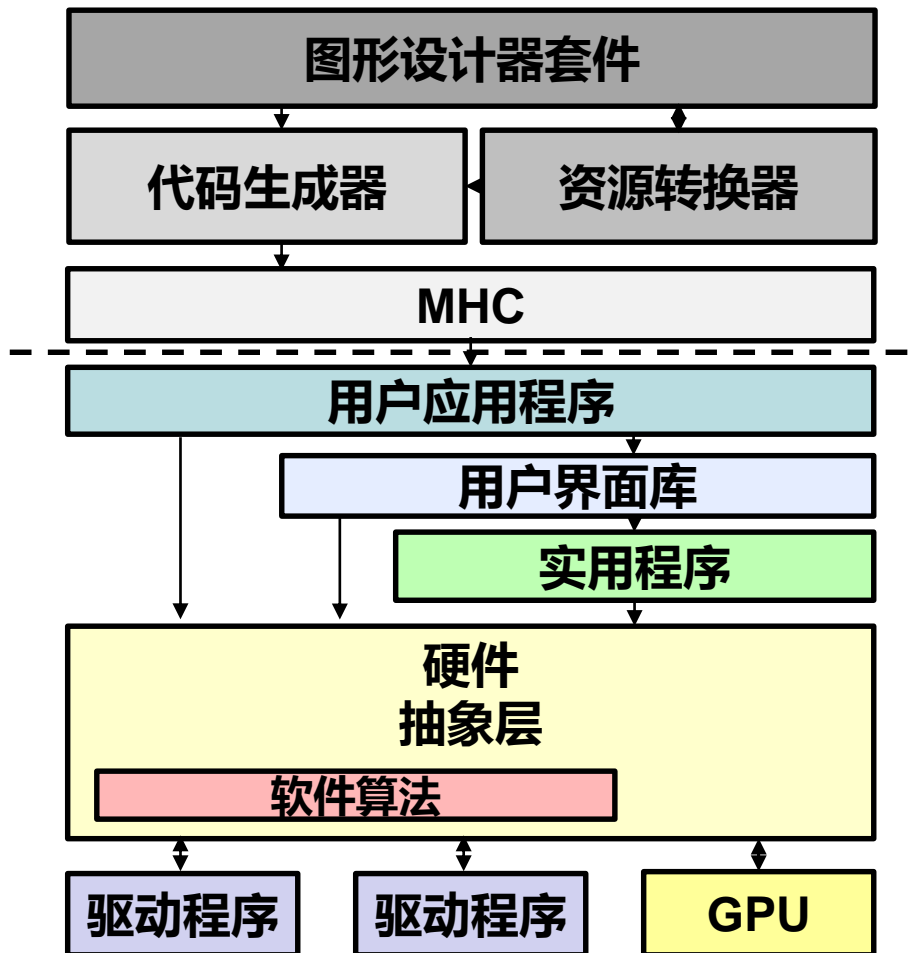 图形设计器套件
代码生成器
资源转换器
MHC
用户应用程序
用户界面库
实用程序
硬件
抽象层
软件算法
驱动程序
驱动程序
GPU